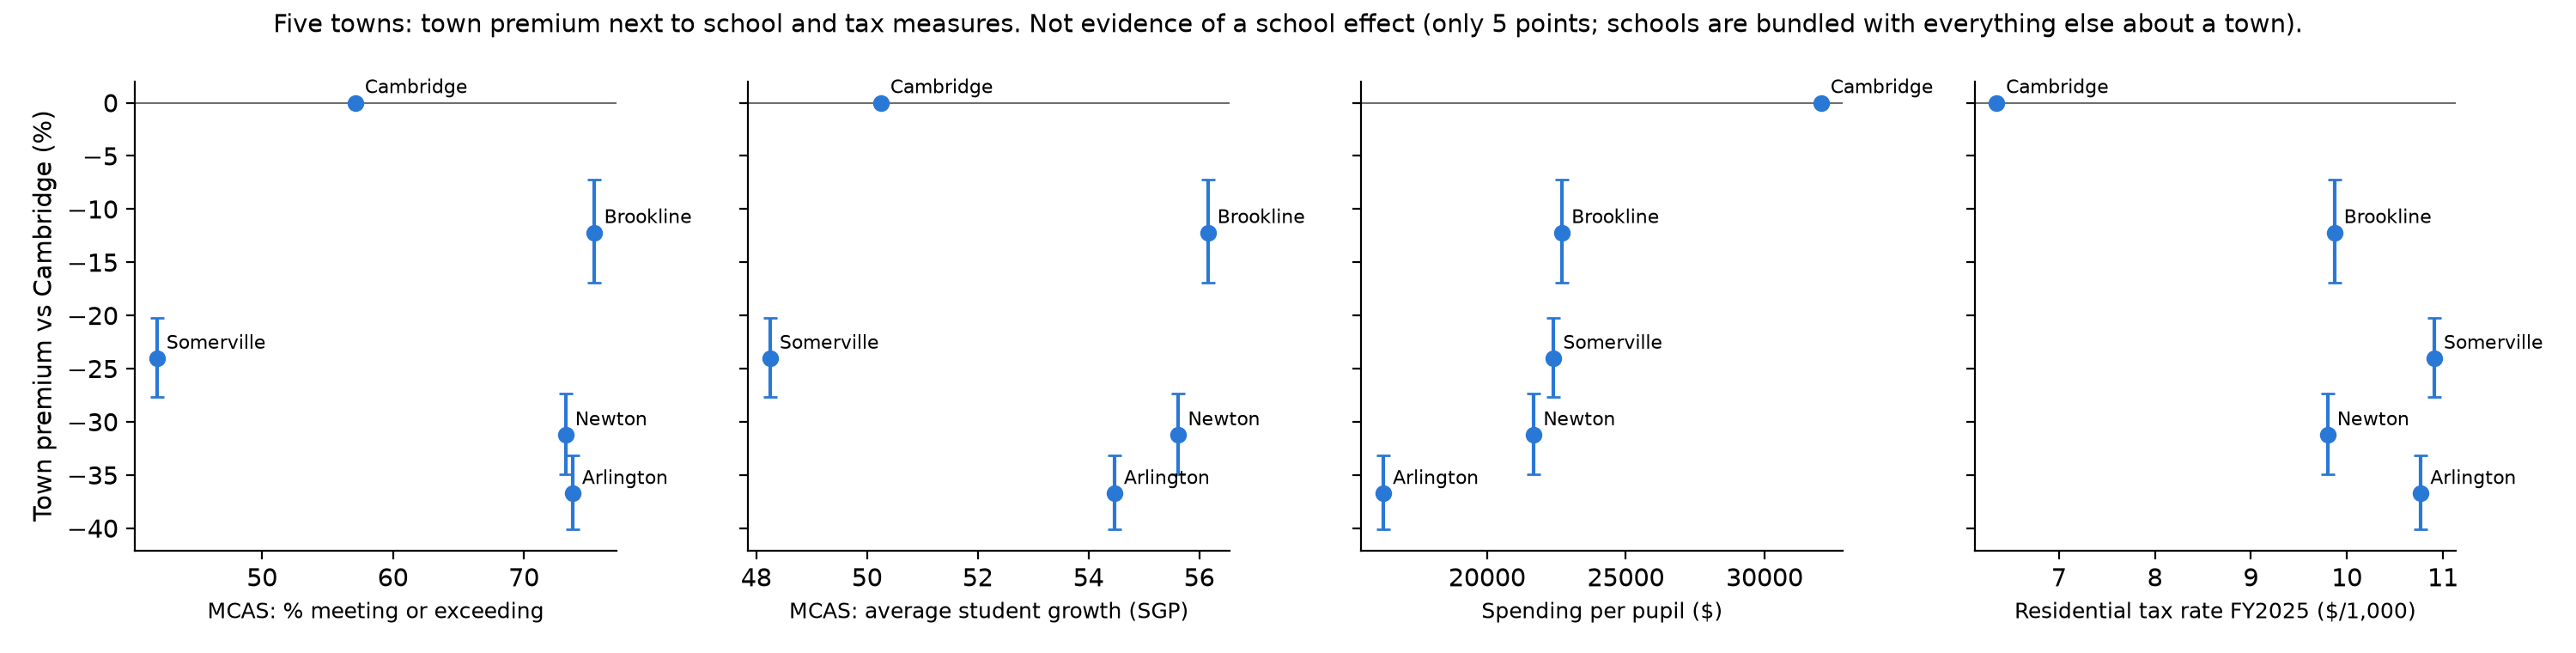 Five towns: town premium next to school and tax measures. Not evidence of a school effect (only 5 points; schools are bundled with everything else about a town).
Town premium vs Cambridge (%)
0
−5
−10
−15
−20
−25
−30
−35
−40
Cambridge
Brookline
Somerville
Newton
Arlington
50 60 70
MCAS: % meeting or exceeding
Cambridge
Brookline
Somerville
Newton
Arlington
48 50 52 54 56
MCAS: average student growth (SGP)
Cambridge
Brookline
Somerville
Newton
Arlington
20000 25000 30000
Spending per pupil ($)
Cambridge
Brookline
Somerville
Newton
Arlington
7 8 9 10 11
Residential tax rate FY2025 ($/1,000)